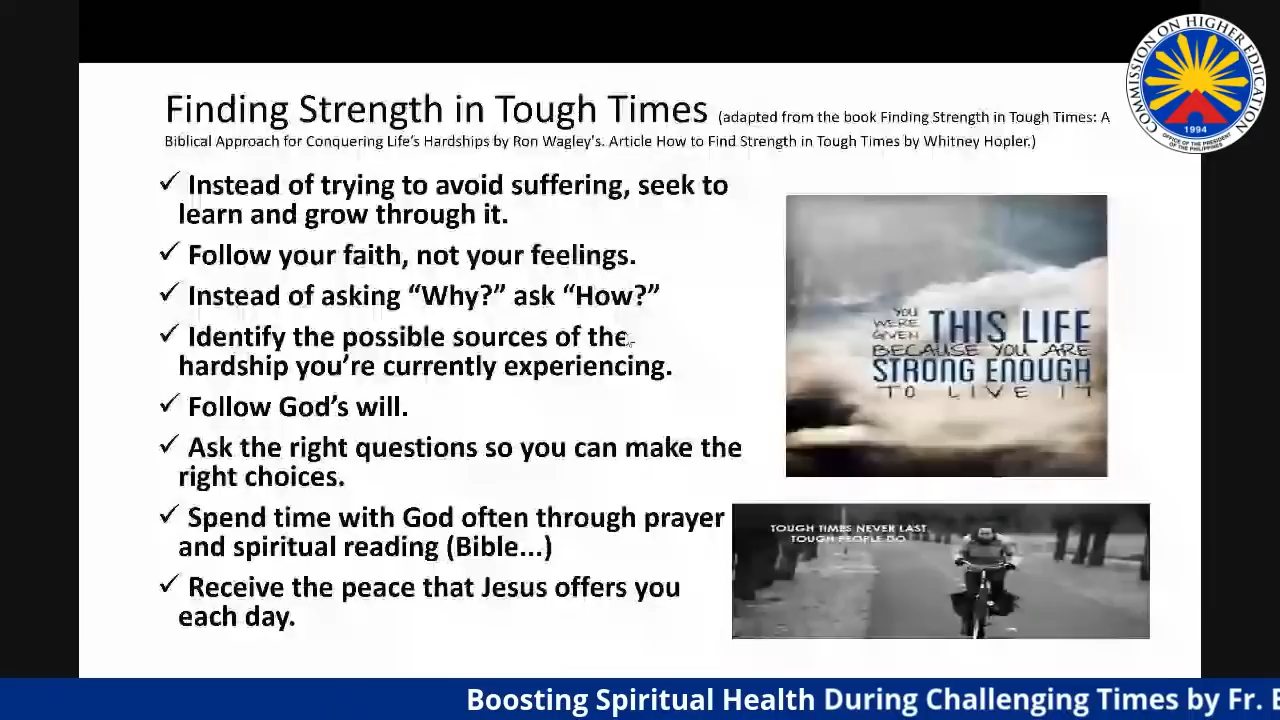 Finding Strength in Tough Times (adapted from the book Finding Strength in Tough Times: A
Biblical Approach for Conquering Life's Hardships by Ron Wagley's. Article How to Find Strength in Tough Times by Whitney Hopler.)
✓ Instead of trying to avoid suffering, seek to
learn and grow through it.
✓ Follow your faith, not your feelings.
✓ Instead of asking “Why?” ask “How?”
✓ Identify the possible sources of the
hardship you’re currently experiencing.
✓ Follow God’s will.
✓ Ask the right questions so you can make the
right choices.
✓ Spend time with God often through prayer
and spiritual reading (Bible...)
✓ Receive the peace that Jesus offers you
each day.
YOU
WERE
GIVEN
THIS LIFE
BECAUSE YOU ARE
STRONG ENOUGH
TO LIVE IT
TOUGH TIMES NEVER LAST
TOUGH PEOPLE DO
COMMISSION ON HIGHER EDUCATION
1994
OFFICE OF THE PRESIDENT
OF THE PHILIPPINES
Boosting Spiritual Health During Challenging Times by Fr.